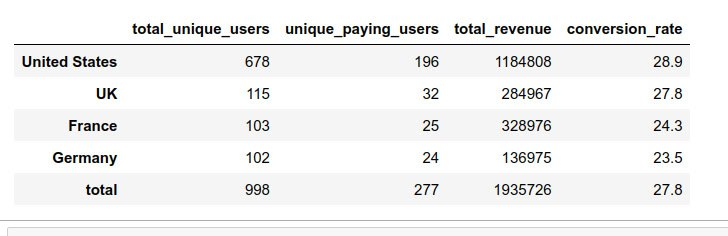 total_unique_users unique_paying_users total_revenue conversion_rate
United States 678 196 1184808 28.9
UK 115 32 284967 27.8
France 103 25 328976 24.3
Germany 102 24 136975 23.5
total 998 277 1935726 27.8